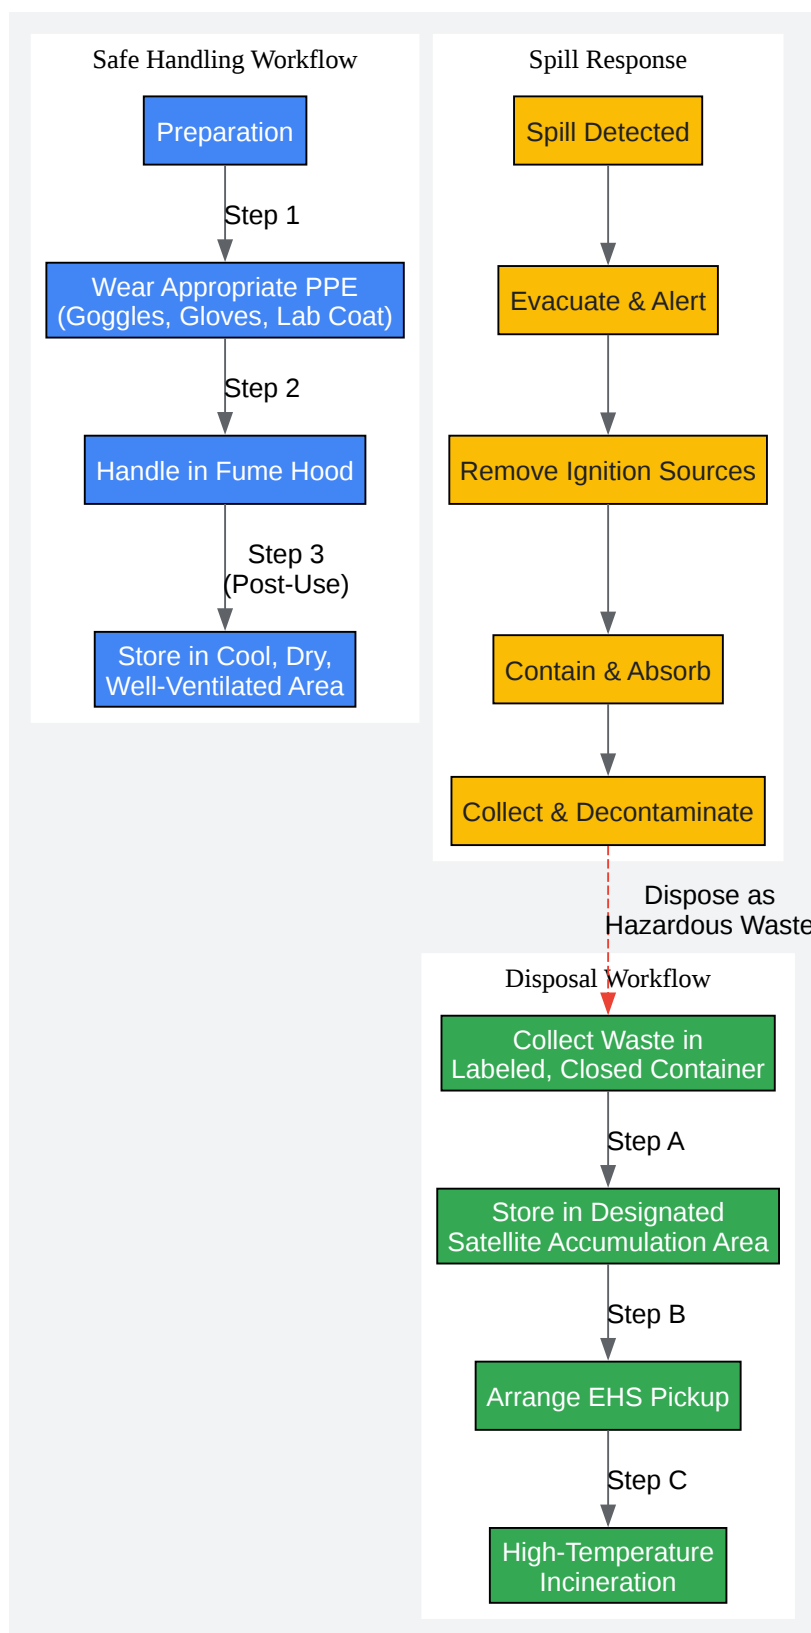 Safe Handling Workflow
Preparation
Step 1
Wear Appropriate PPE
(Goggles, Gloves, Lab Coat)
Step 2
Handle in Fume Hood
Step 3
(Post-Use)
Store in Cool, Dry,
Well-Ventilated Area
Spill Response
Spill Detected
Evacuate & Alert
Remove Ignition Sources
Contain & Absorb
Collect & Decontaminate
Dispose as
Hazardous Waste
Disposal Workflow
Collect Waste in
Labeled, Closed Container
Step A
Store in Designated
Satellite Accumulation Area
Step B
Arrange EHS Pickup
Step C
High-Temperature
Incineration